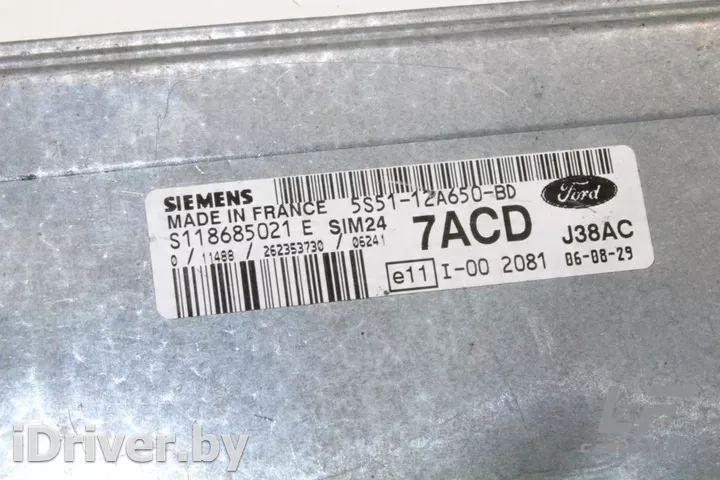 SIEMENS
MADE IN FRANCE
5S51-12A650-BD
Ford
S118685021 E SIM24
7ACD
J38AC
0 / 11488 / 262353730 / 06241
e11 I-00 2081
06-08-29
iDriver.by